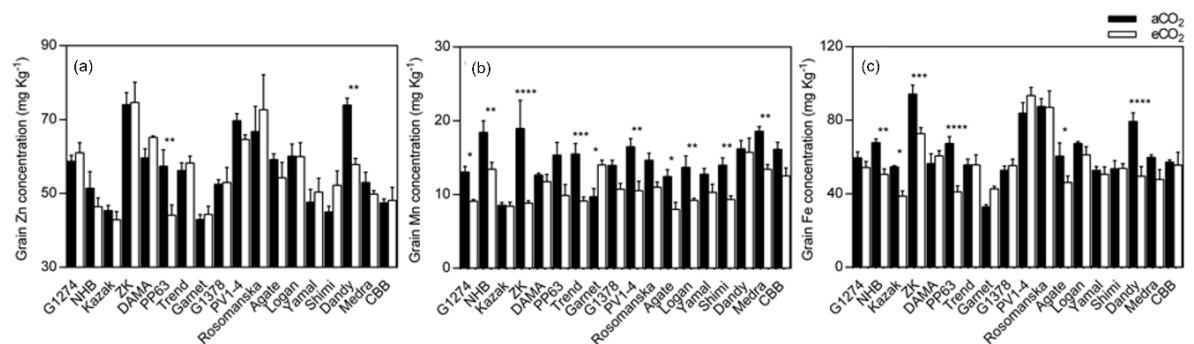 aCO₂
eCO₂
Grain Zn concentration (mg Kg⁻¹)
90
70
50
30
(a)
**
**
G1274
NHB
Kazak
ZK
DAMA
PP63
Trend
Garnet
G1378
PV1-4
Rosomanska
Agate
Logan
Yamal
Shimi
Dandy
Medra
CBB
Grain Mn concentration (mg Kg⁻¹)
30
20
10
0
(b)
*
**
****
***
*
**
*
**
**
**
G1274
NHB
Kazak
ZK
DAMA
PP63
Trend
Garnet
G1378
PV1-4
Rosomanska
Agate
Logan
Yamal
Shimi
Dandy
Medra
CBB
Grain Fe concentration (mg Kg⁻¹)
120
80
40
0
(c)
**
*
***
****
*
****
G1274
NHB
Kazak
ZK
DAMA
PP63
Trend
Garnet
G1378
PV1-4
Rosomanska
Agate
Logan
Yamal
Shimi
Dandy
Medra
CBB